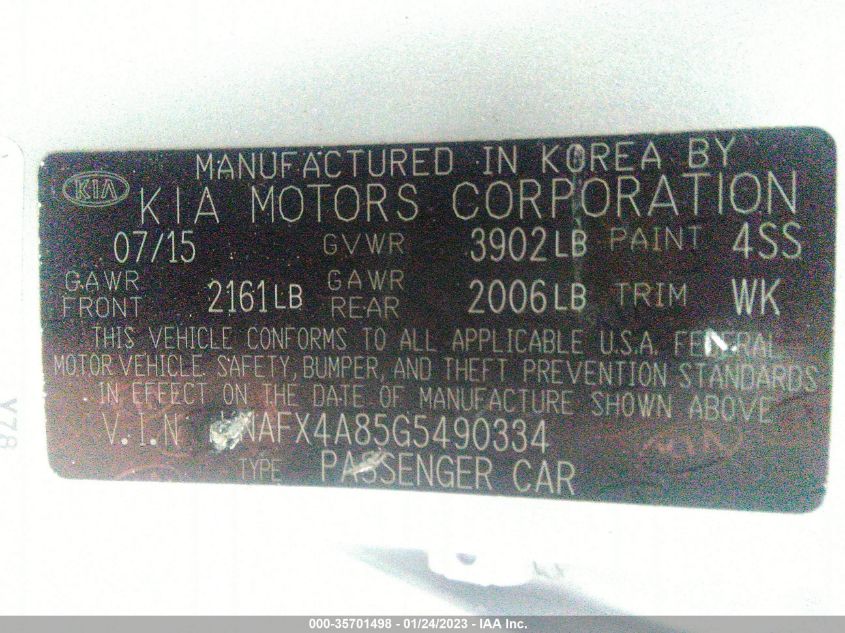 MANUFACTURED IN KOREA BY
KIA KIA MOTORS CORPORATION
07/15 GVWR 3902LB PAINT 4SS
GAWR FRONT 2161LB GAWR REAR 2006LB TRIM WK
THIS VEHICLE CONFORMS TO ALL APPLICABLE U.S.A. FEDERAL
MOTOR VEHICLE SAFETY, BUMPER, AND THEFT PREVENTION STANDARDS
IN EFFECT ON THE DATE OF MANUFACTURE SHOWN ABOVE
V.I.N
TYPE PASSENGER CAR
Y78
000-35701498 - 01/24/2023 - IAA Inc.